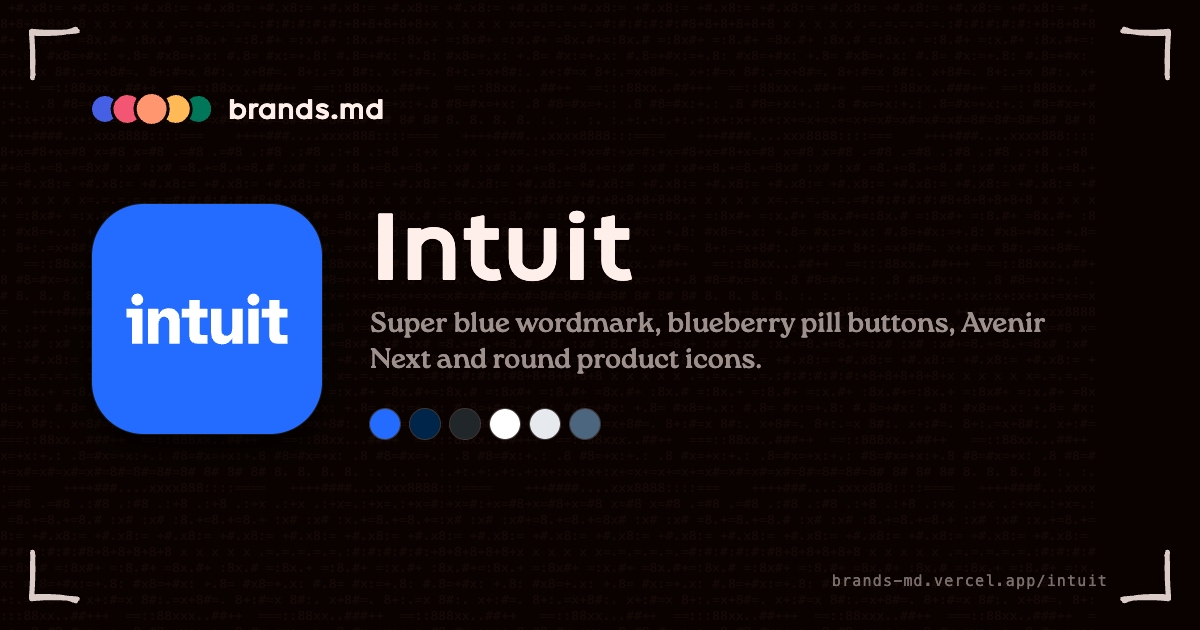 brands.md
intuit
Intuit
Super blue wordmark, blueberry pill buttons, Avenir
Next and round product icons.
brands-md.vercel.app/intuit